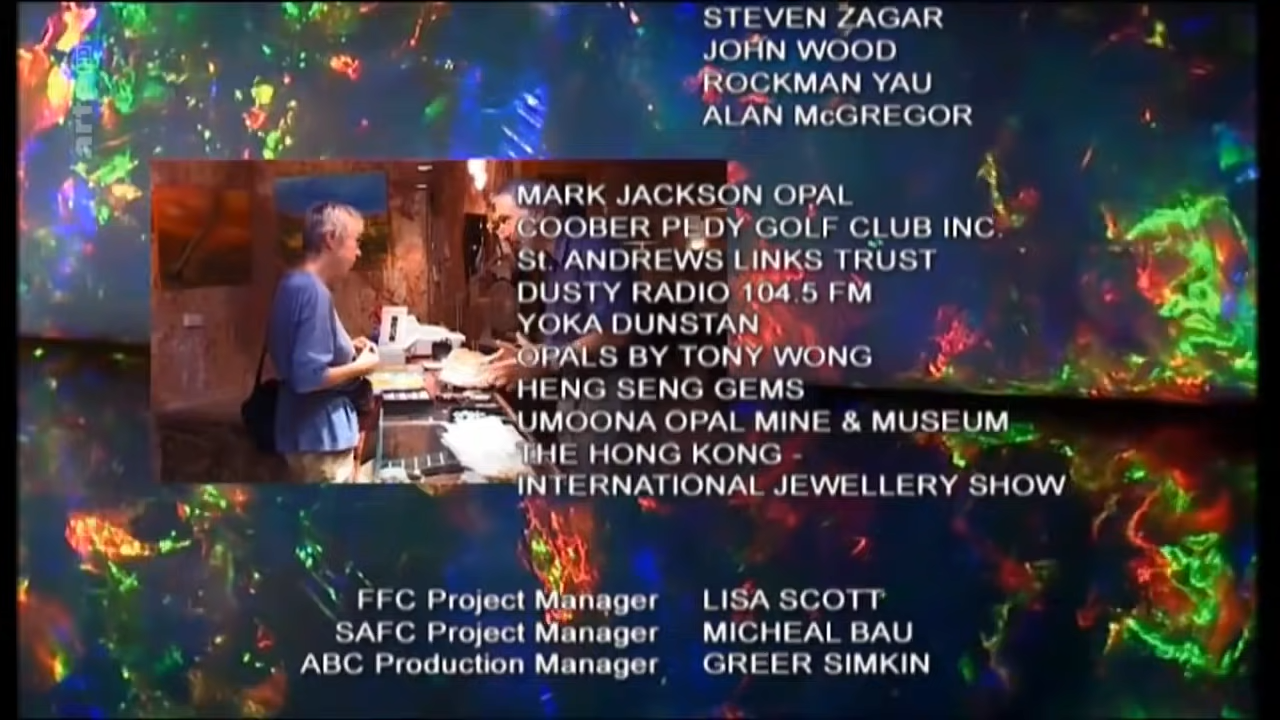 STEVEN ZAGAR
JOHN WOOD
ROCKMAN YAU
ALAN McGREGOR
MARK JACKSON OPAL
COOBER PEDY GOLF CLUB INC.
St. ANDREWS LINKS TRUST
DUSTY RADIO 104.5 FM
YOKA DUNSTAN
OPALS BY TONY WONG
HENG SENG GEMS
UMOONA OPAL MINE & MUSEUM
THE HONG KONG -
INTERNATIONAL JEWELLERY SHOW
FFC Project Manager LISA SCOTT
SAFC Project Manager MICHEAL BAU
ABC Production Manager GREER SIMKIN
arte